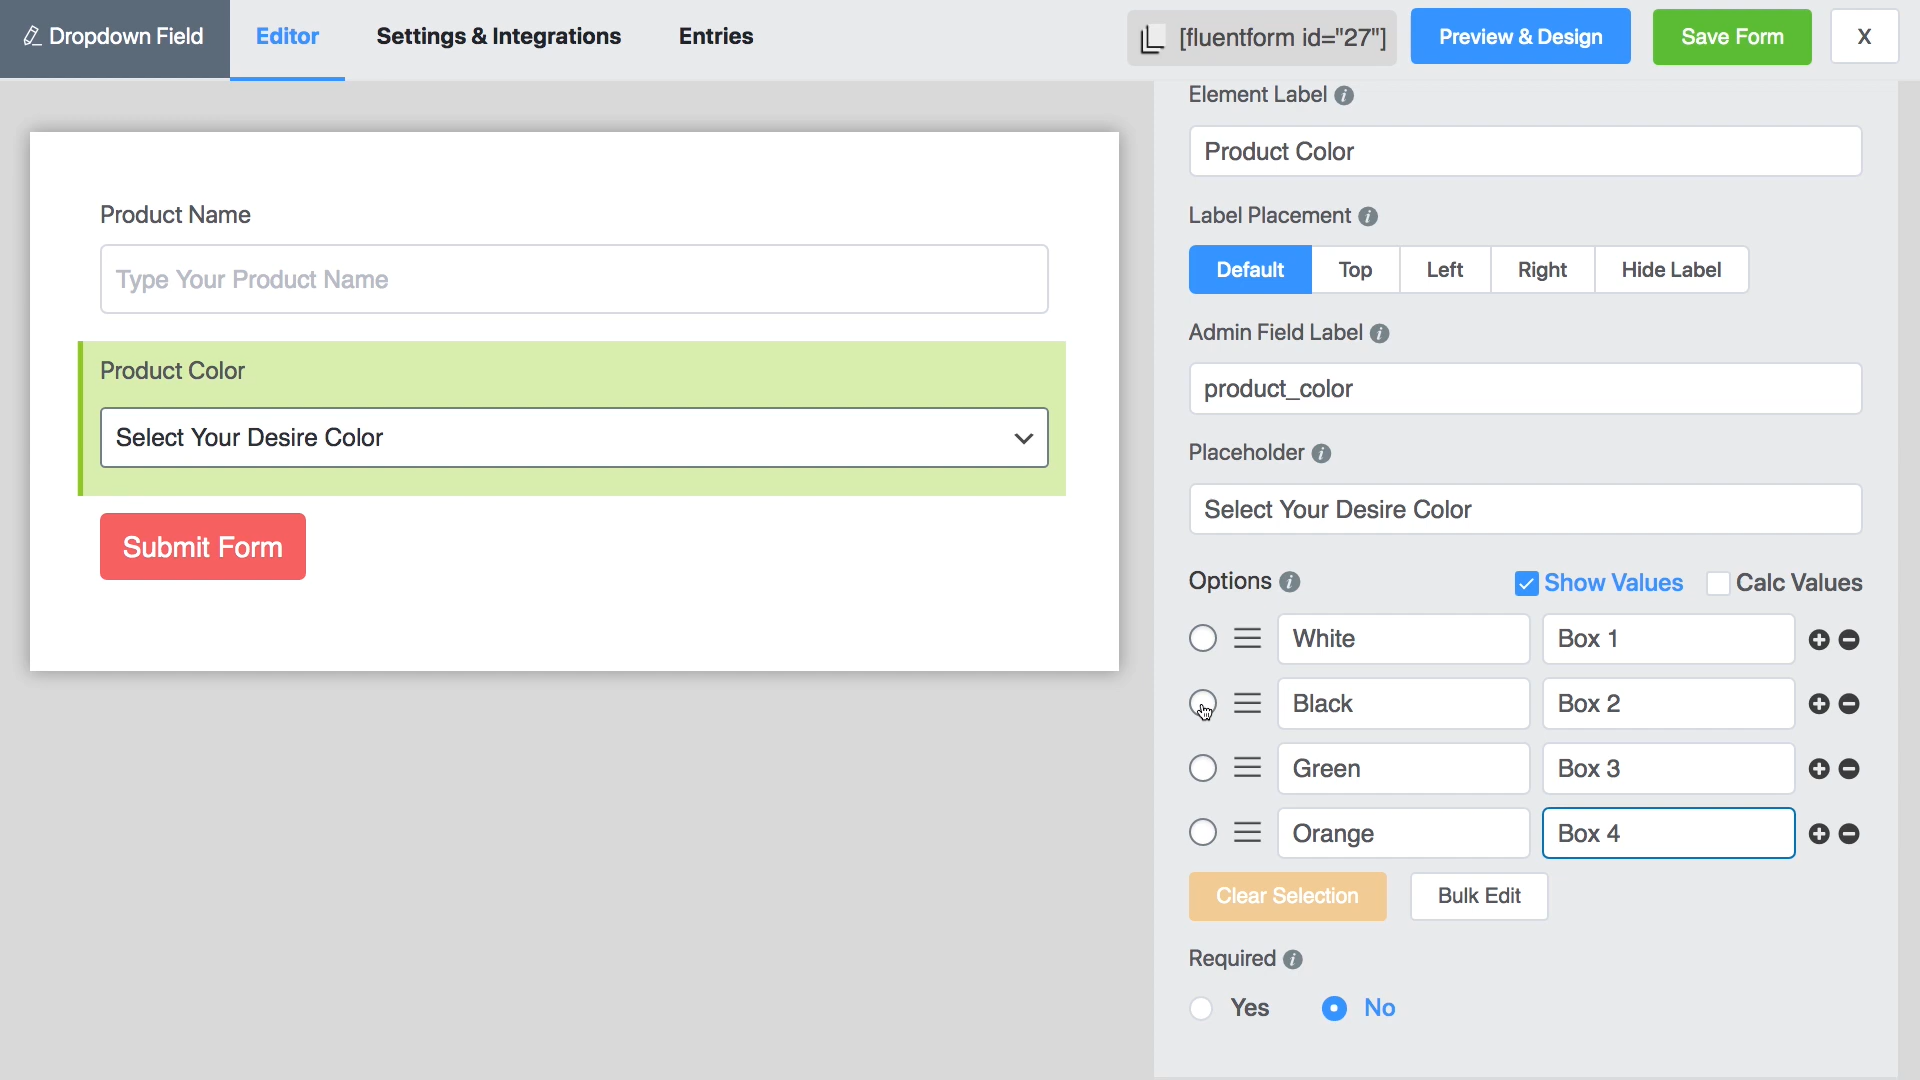 Dropdown Field
Editor
Settings & Integrations
Entries
[fluentform id="27"]
Preview & Design
Save Form
X
Product Name
Type Your Product Name
Product Color
Select Your Desire Color
Submit Form
Element Label
Product Color
Label Placement
Default Top Left Right Hide Label
Admin Field Label
product_color
Placeholder
Select Your Desire Color
Options Show Values Calc Values
White Box 1
Black Box 2
Green Box 3
Orange Box 4
Clear Selection Bulk Edit
Required
Yes No